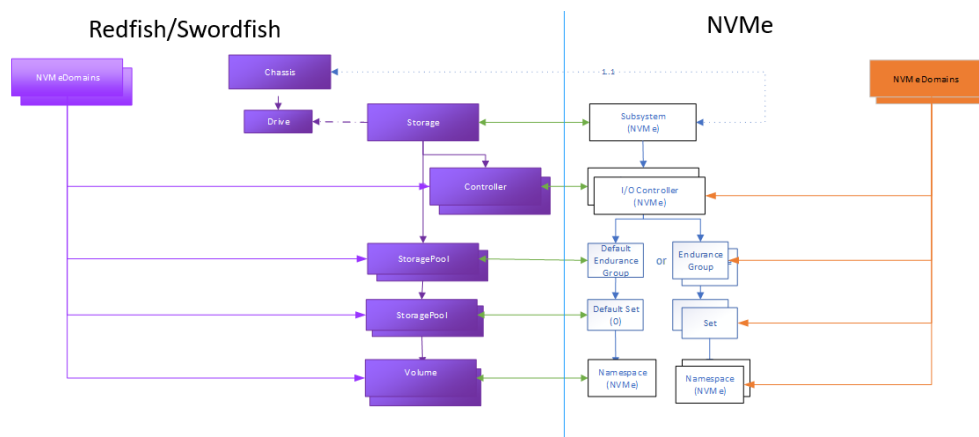 Redfish/Swordfish
NVMe
NVMeDomains
Chassis
1..1
NVMeDomains
Drive
Storage
Subsystem
(NVMe)
Controller
I/O Controller
(NVMe)
StoragePool
Default
Endurance
Group
or
Endurance
Group
StoragePool
Default Set
(0)
Set
Volume
Namespace
(NVMe)
Namespace
(NVMe)